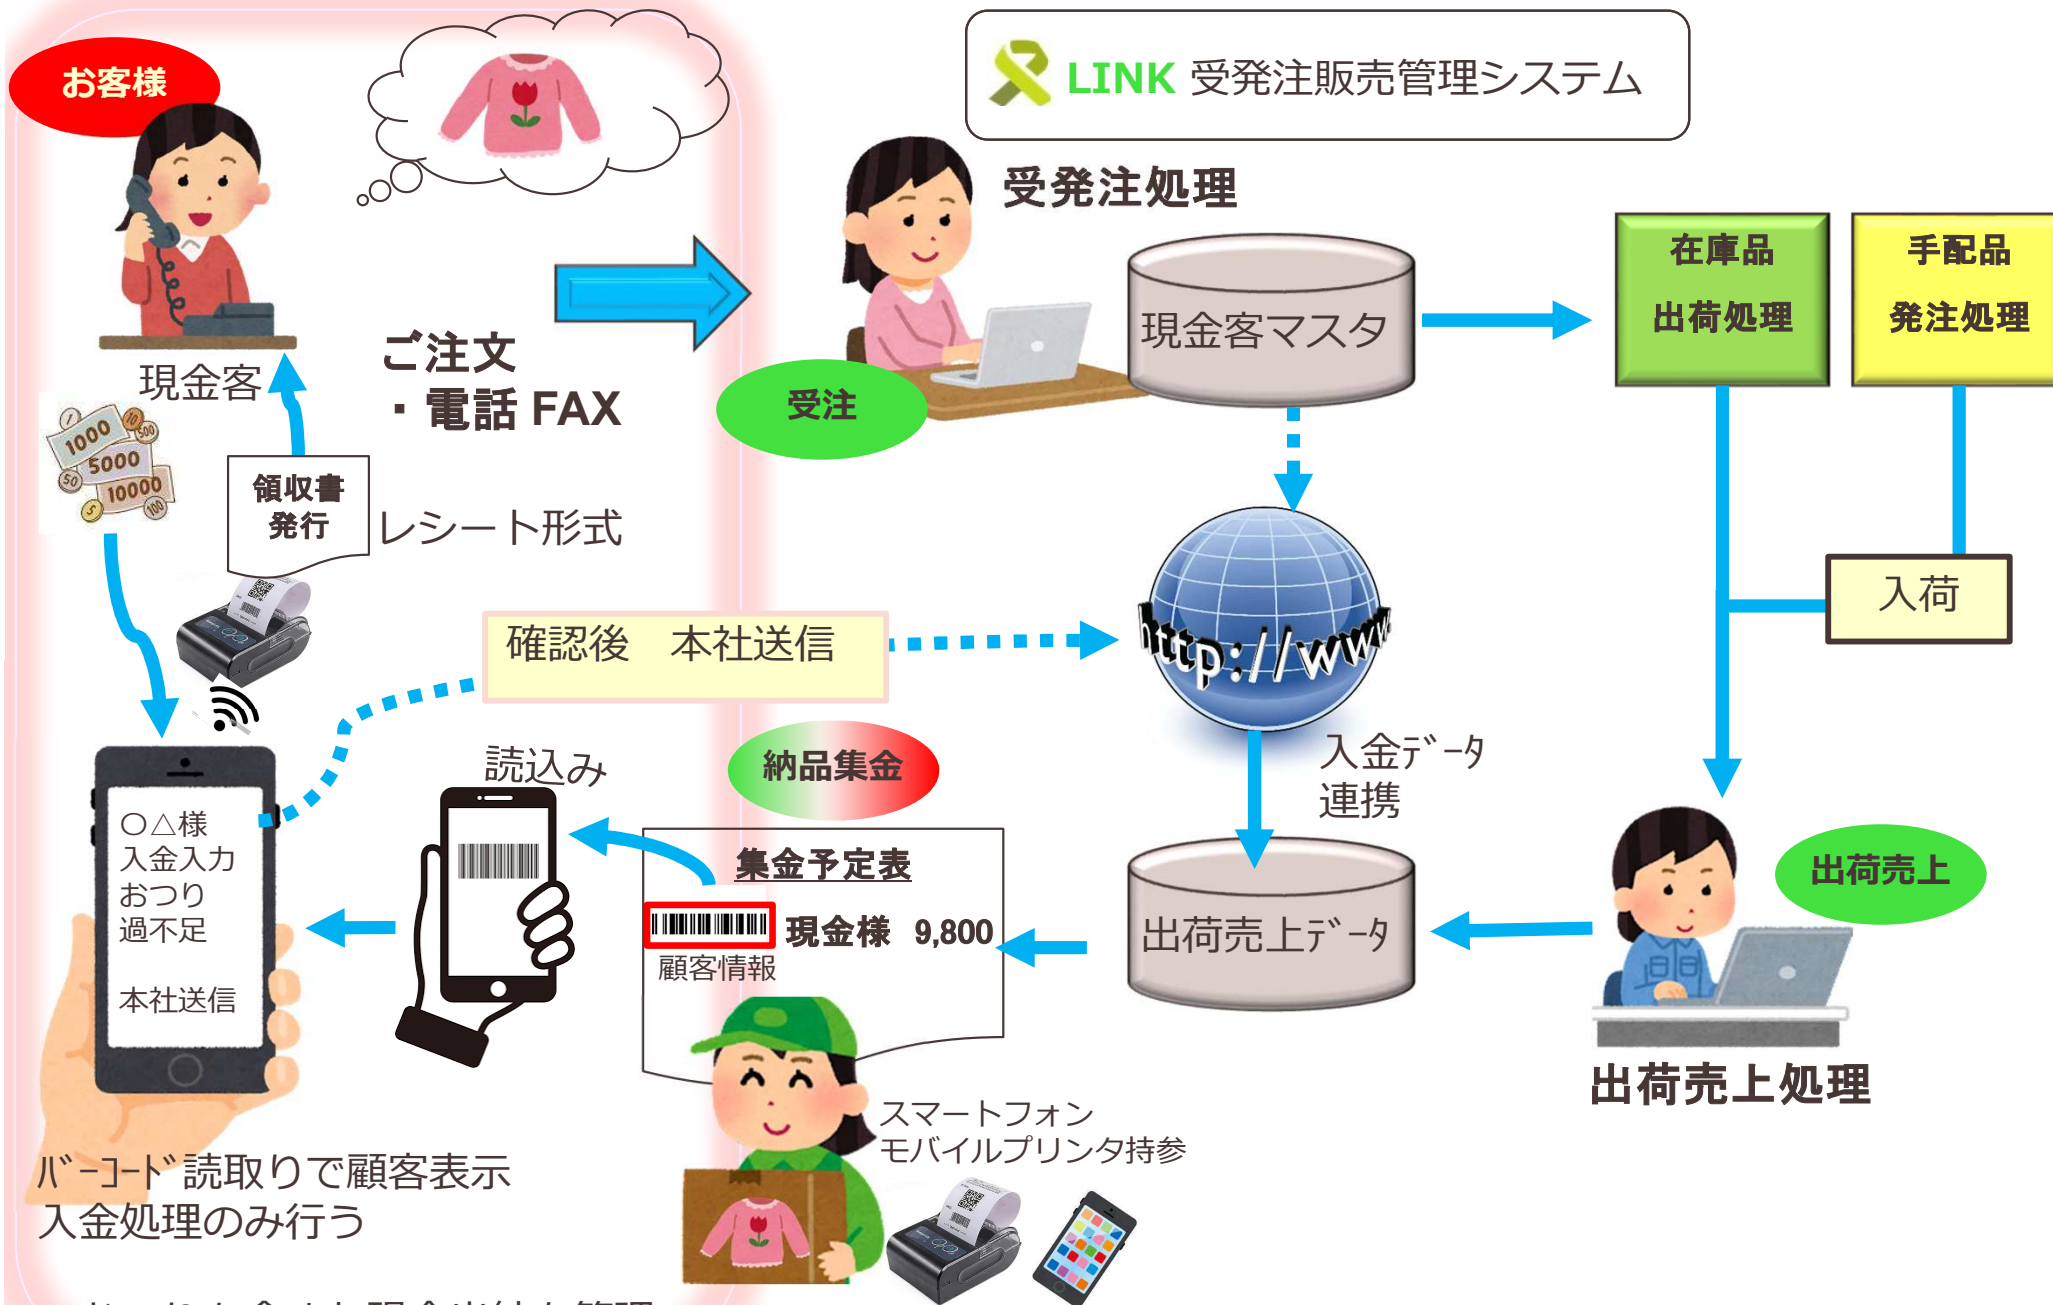 お客様
LINK 受発注販売管理システム
受発注処理
在庫品
出荷処理
手配品
発注処理
現金客マスタ
現金客
ご注文
・電話 FAX
受注
1000
5000
10000
領収書
発行
レシート形式
入荷
確認後　本社送信
http://www.
納品集金
入金ﾃﾞｰﾀ
連携
読込み
〇△様
入金入力
おつり
過不足
本社送信
集金予定表
現金様 9,800
顧客情報
出荷売上ﾃﾞｰﾀ
出荷売上
出荷売上処理
スマートフォン
モバイルプリンタ持参
ﾊﾞｰｺｰﾄﾞ読取りで顧客表示
入金処理のみ行う